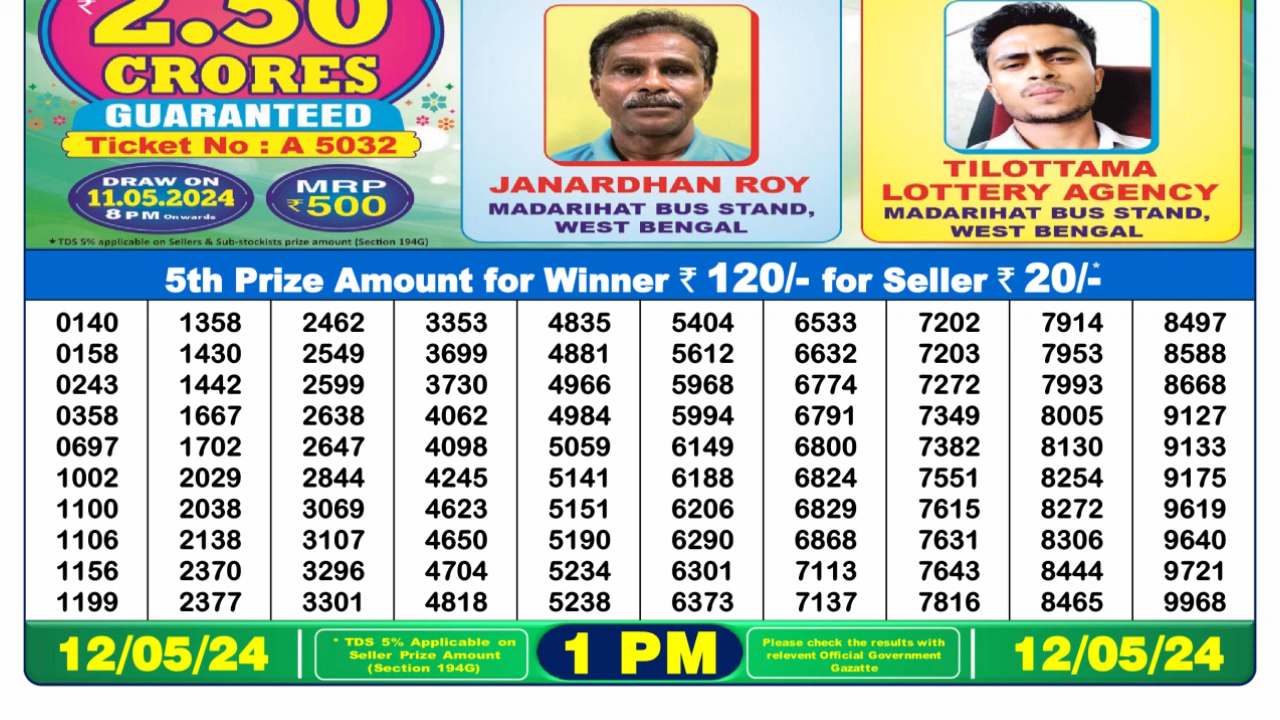 ₹ 2.50
CRORES
GUARANTEED
Ticket No : A 5032
DRAW ON
11.05.2024
8 PM Onwards
MRP
₹500
★TDS 5% applicable on Sellers & Sub-stockists prize amount (Section 194G)
JANARDHAN ROY
MADARIHAT BUS STAND,
WEST BENGAL
TILOTTAMA
LOTTERY AGENCY
MADARIHAT BUS STAND,
WEST BENGAL
5th Prize Amount for Winner ₹ 120/- for Seller ₹ 20/-*
0140 1358 2462 3353 4835 5404 6533 7202 7914 8497
0158 1430 2549 3699 4881 5612 6632 7203 7953 8588
0243 1442 2599 3730 4966 5968 6774 7272 7993 8668
0358 1667 2638 4062 4984 5994 6791 7349 8005 9127
0697 1702 2647 4098 5059 6149 6800 7382 8130 9133
1002 2029 2844 4245 5141 6188 6824 7551 8254 9175
1100 2038 3069 4623 5151 6206 6829 7615 8272 9619
1106 2138 3107 4650 5190 6290 6868 7631 8306 9640
1156 2370 3296 4704 5234 6301 7113 7643 8444 9721
1199 2377 3301 4818 5238 6373 7137 7816 8465 9968
12/05/24
* TDS 5% Applicable on
Seller Prize Amount
(Section 194G)
1 PM
Please check the results with
relevent Official Government
Gazatte
12/05/24